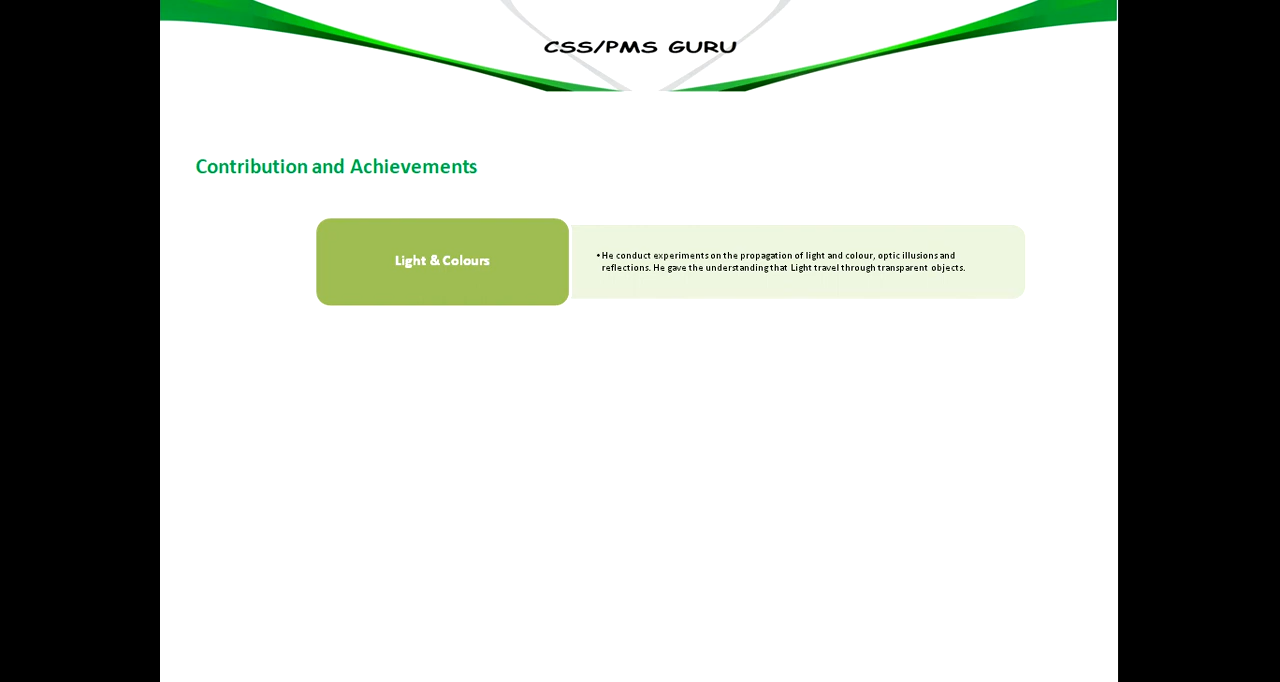 CSS/PMS GURU
Contribution and Achievements
Light & Colours
•He conduct experiments on the propagation of light and colour, optic illusions and
reflections. He gave the understanding that Light travel through transparent objects.